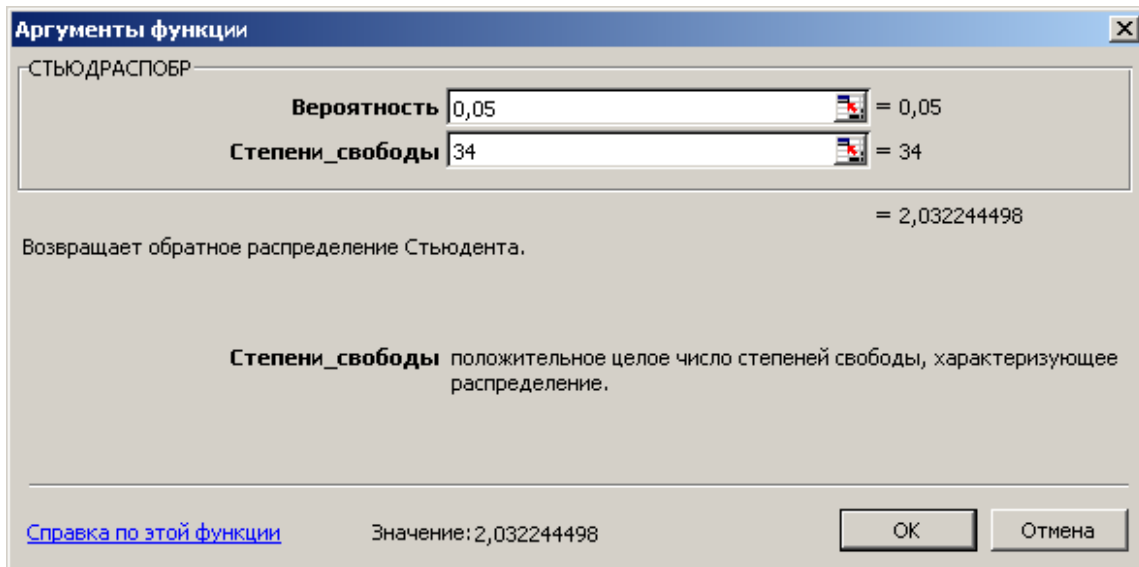 Аргументы функции
СТЬЮДРАСПОБР
Вероятность 0,05 = 0,05
Степени_свободы 34 = 34
= 2,032244498
Возвращает обратное распределение Стьюдента.
Степени_свободы положительное целое число степеней свободы, характеризующее
распределение.
Справка по этой функции Значение: 2,032244498 ОК Отмена